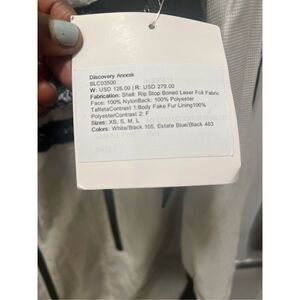 Discovery Anorak
BLC03500
W: USD 126.00 | R: USD 279.00
Fabrication: Shell: Rip Stop Boned Laser Foil Fabric
Face: 100% NylonBack: 100% Polyester
TaffetaContrast 1:Body Fake Fur Lining100%
PolyesterContrast 2: F
Sizes: XS, S, M, L
Colors: White/Black 105, Estate Blue/Black 463